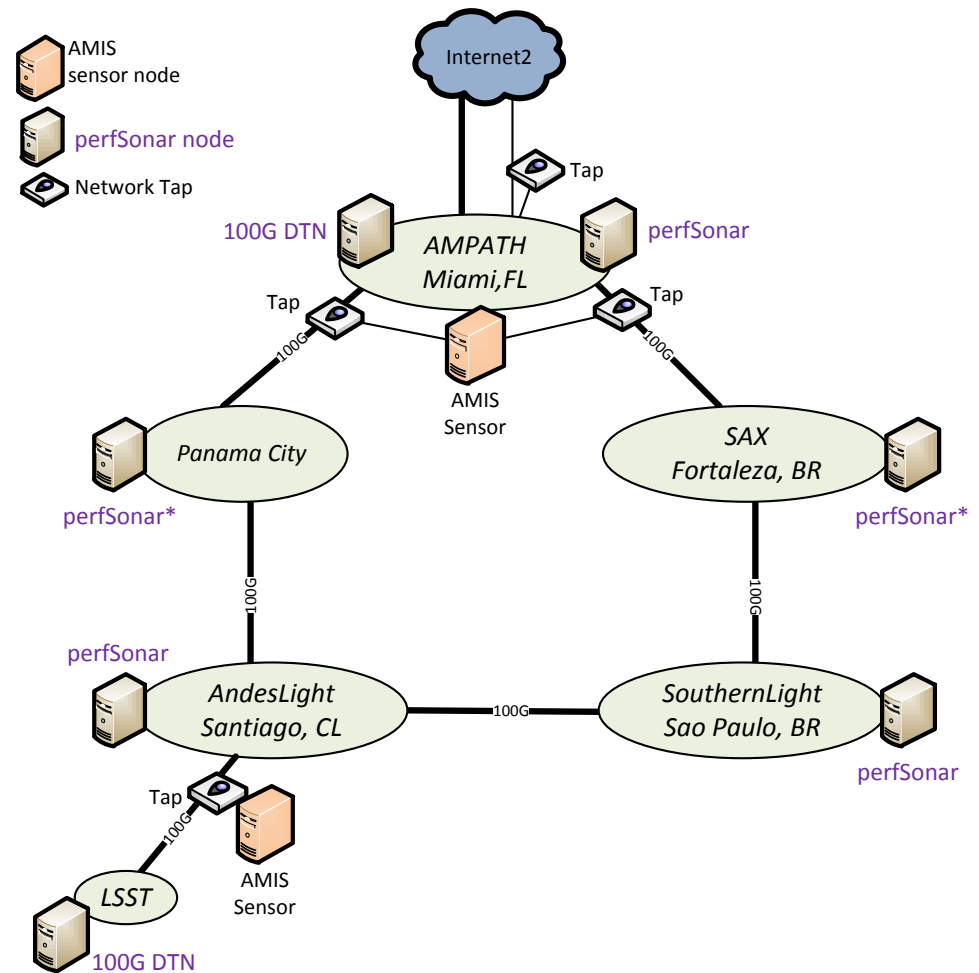 AMIS
sensor node
perfSonar node
Network Tap
Internet2
Tap
100G DTN
perfSonar
AMPATH
Miami,FL
Tap
Tap
100G
100G
AMIS
Sensor
Panama City
perfSonar*
SAX
Fortaleza, BR
perfSonar*
100G
100G
perfSonar
AndesLight
Santiago, CL
100G
SouthernLight
Sao Paulo, BR
perfSonar
Tap
100G
AMIS
Sensor
LSST
100G DTN